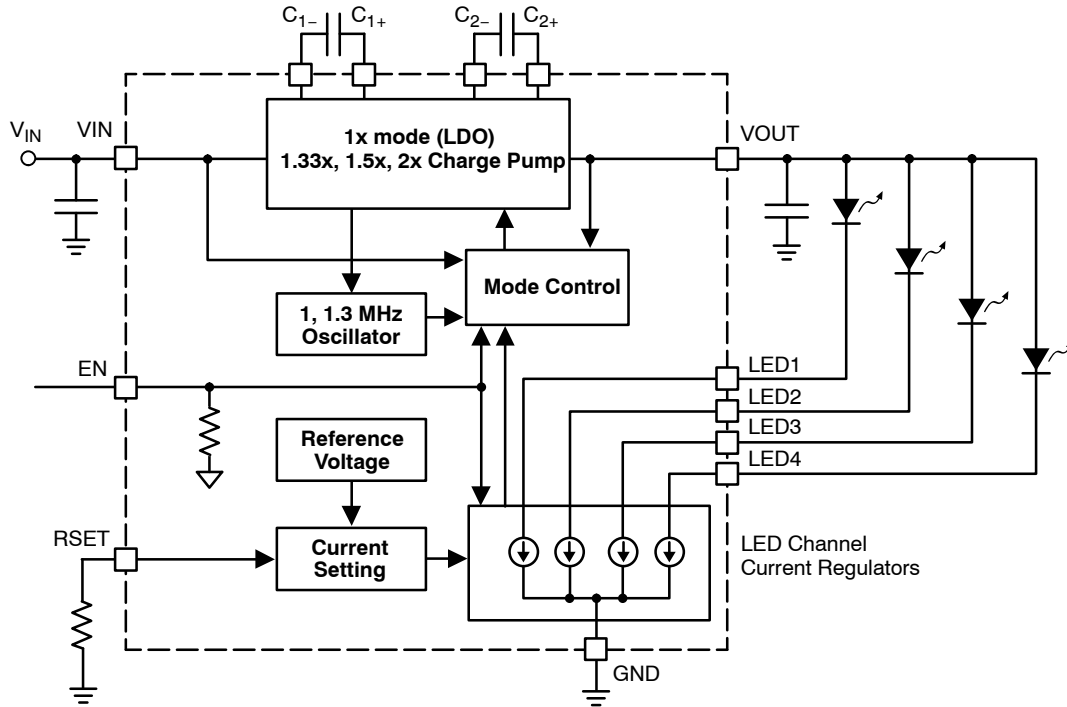 C1− C1+ C2− C2+
VIN VIN
1x mode (LDO)
1.33x, 1.5x, 2x Charge Pump
VOUT
Mode Control
1, 1.3 MHz
Oscillator
EN
LED1
LED2
LED3
LED4
Reference
Voltage
RSET
Current
Setting
LED Channel
Current Regulators
GND